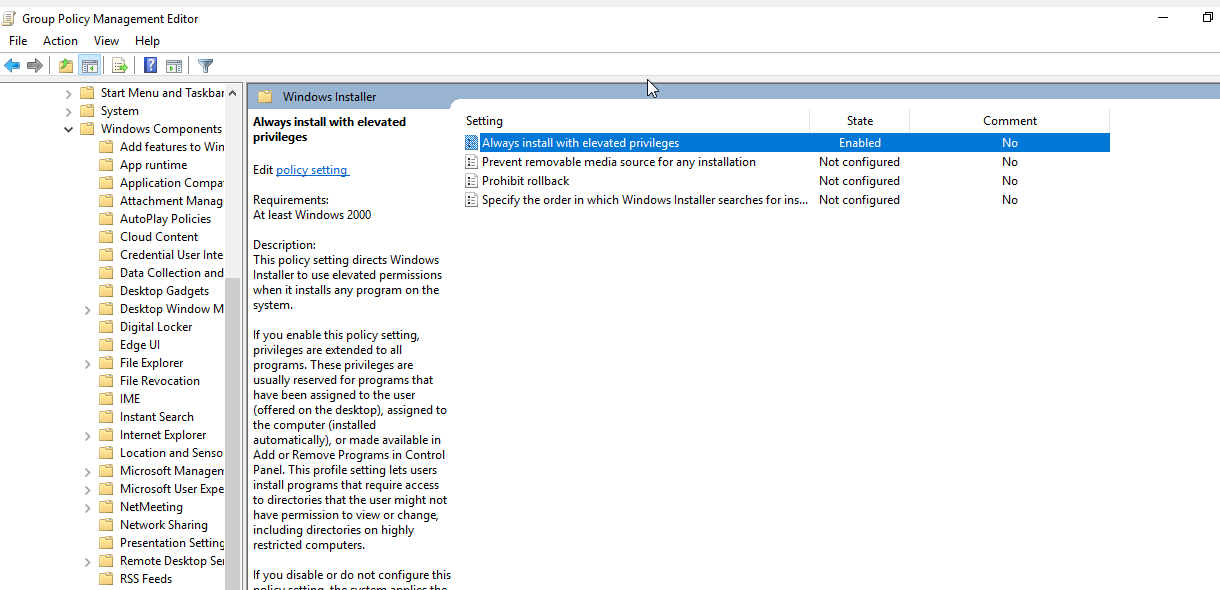 Group Policy Management Editor
File Action View Help
Start Menu and Taskbar
System
Windows Components
Add features to Win
App runtime
Application Compa
Attachment Manag
AutoPlay Policies
Cloud Content
Credential User Inte
Data Collection and
Desktop Gadgets
Desktop Window M
Digital Locker
Edge UI
File Explorer
File Revocation
IME
Instant Search
Internet Explorer
Location and Senso
Microsoft Managem
Microsoft User Expe
NetMeeting
Network Sharing
Presentation Setting
Remote Desktop Ser
RSS Feeds
Windows Installer
Always install with elevated
privileges
Edit policy setting
Requirements:
At least Windows 2000
Description:
This policy setting directs Windows
Installer to use elevated permissions
when it installs any program on the
system.
If you enable this policy setting,
privileges are extended to all
programs. These privileges are
usually reserved for programs that
have been assigned to the user
(offered on the desktop), assigned to
the computer (installed
automatically), or made available in
Add or Remove Programs in Control
Panel. This profile setting lets users
install programs that require access
to directories that the user might not
have permission to view or change,
including directories on highly
restricted computers.
If you disable or do not configure this
policy setting, the system applies the
Setting State Comment
Always install with elevated privileges Enabled No
Prevent removable media source for any installation Not configured No
Prohibit rollback Not configured No
Specify the order in which Windows Installer searches for ins... Not configured No